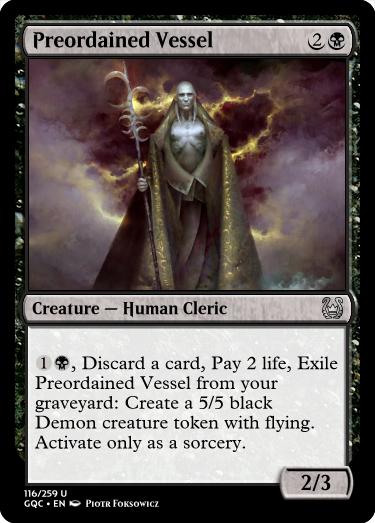 Preordained Vessel 2
Creature — Human Cleric
1 , Discard a card, Pay 2 life, Exile
Preordained Vessel from your
graveyard: Create a 5/5 black
Demon creature token with flying.
Activate only as a sorcery.
2/3
116/259 U
GQC • EN Piotr Foksowicz